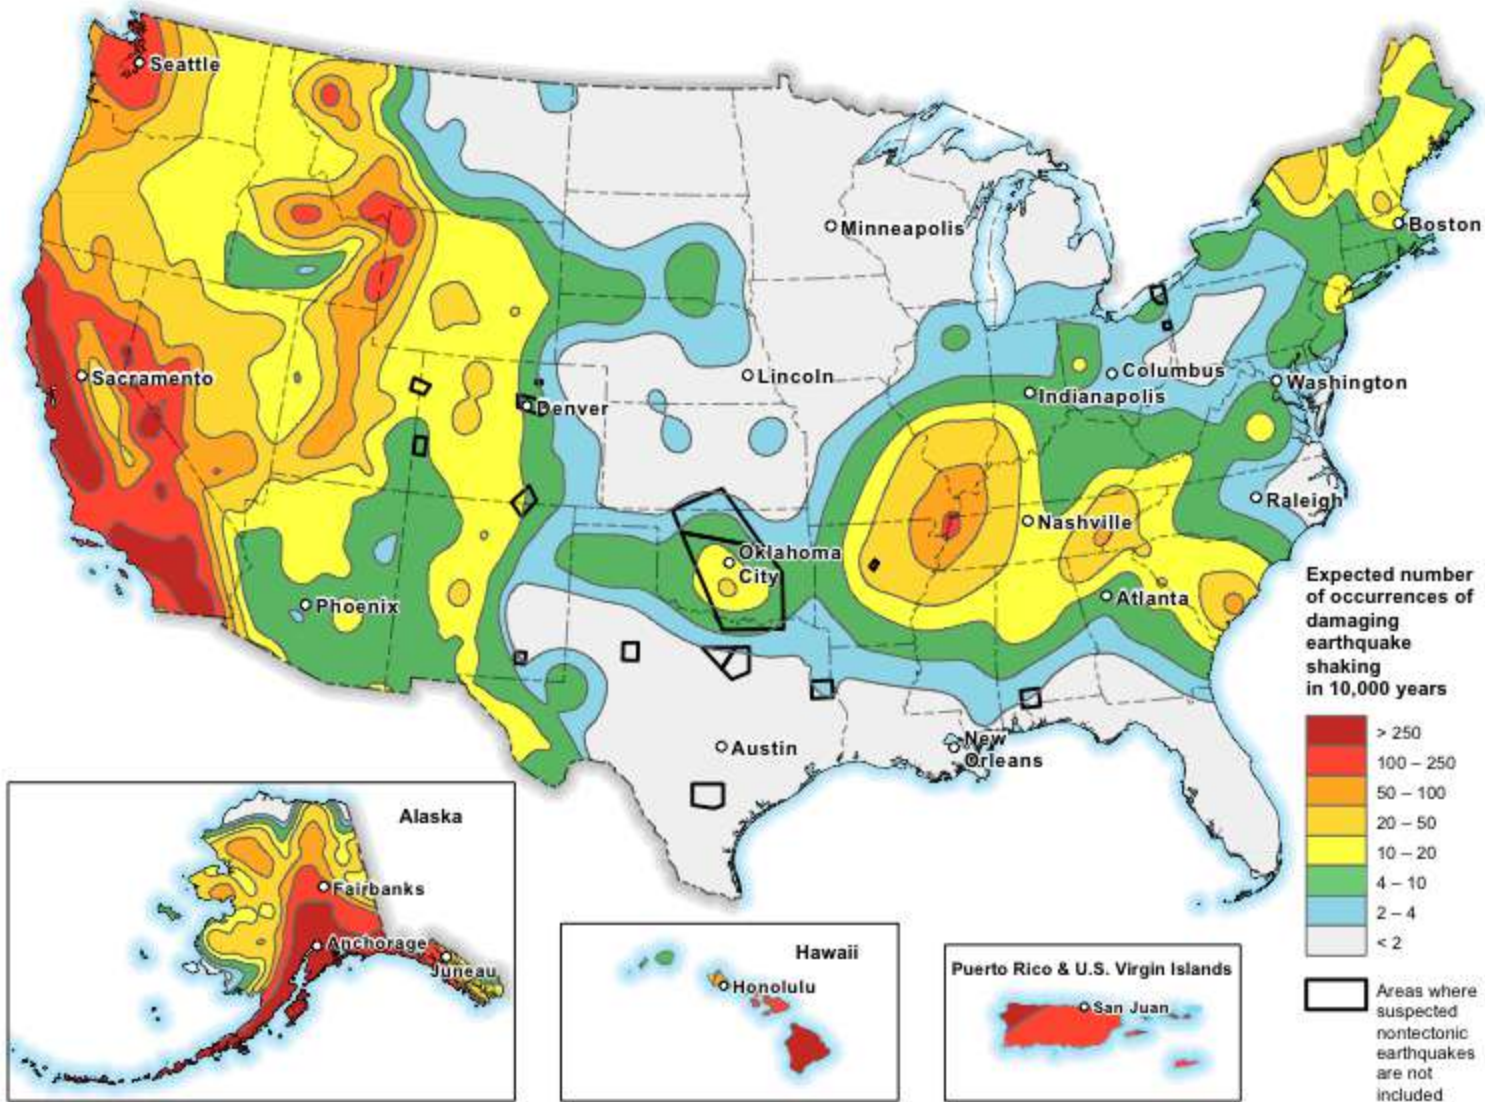 Seattle
Minneapolis
Boston
Sacramento
Lincoln
Columbus
Washington
Denver
Indianapolis
Raleigh
Nashville
Oklahoma
City
Phoenix
Atlanta
Austin
New
Orleans
Expected number
of occurrences of
damaging
earthquake
shaking
in 10,000 years
> 250
100 – 250
50 – 100
20 – 50
10 – 20
4 – 10
2 – 4
< 2
Areas where
suspected
nontectonic
earthquakes
are not
included
Alaska
Fairbanks
Anchorage
Juneau
Hawaii
Honolulu
Puerto Rico & U.S. Virgin Islands
San Juan